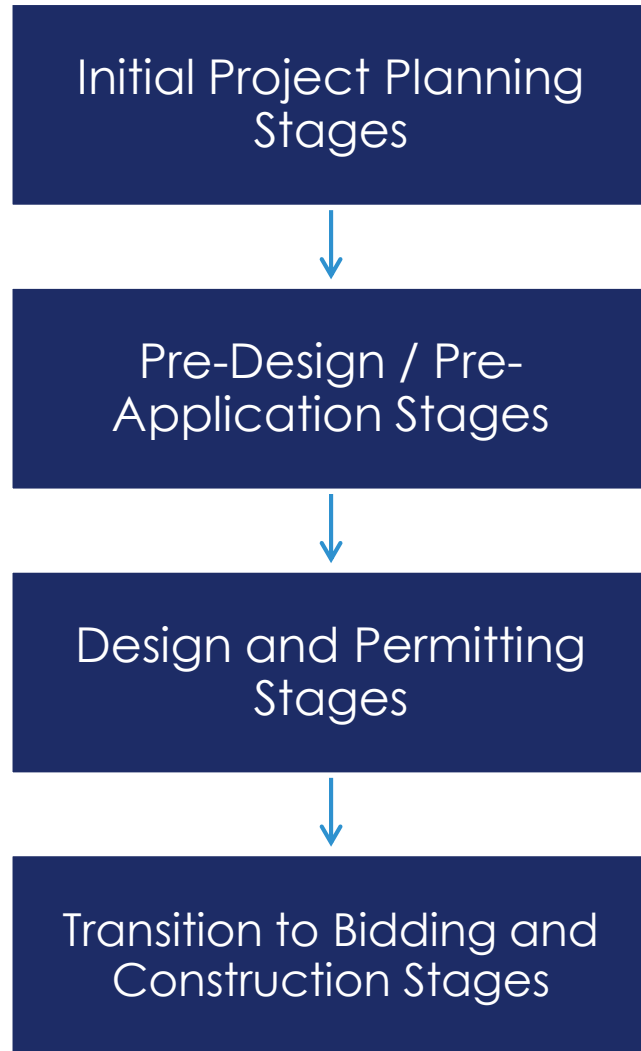 Initial Project Planning
Stages
Pre-Design / Pre-
Application Stages
Design and Permitting
Stages
Transition to Bidding and
Construction Stages